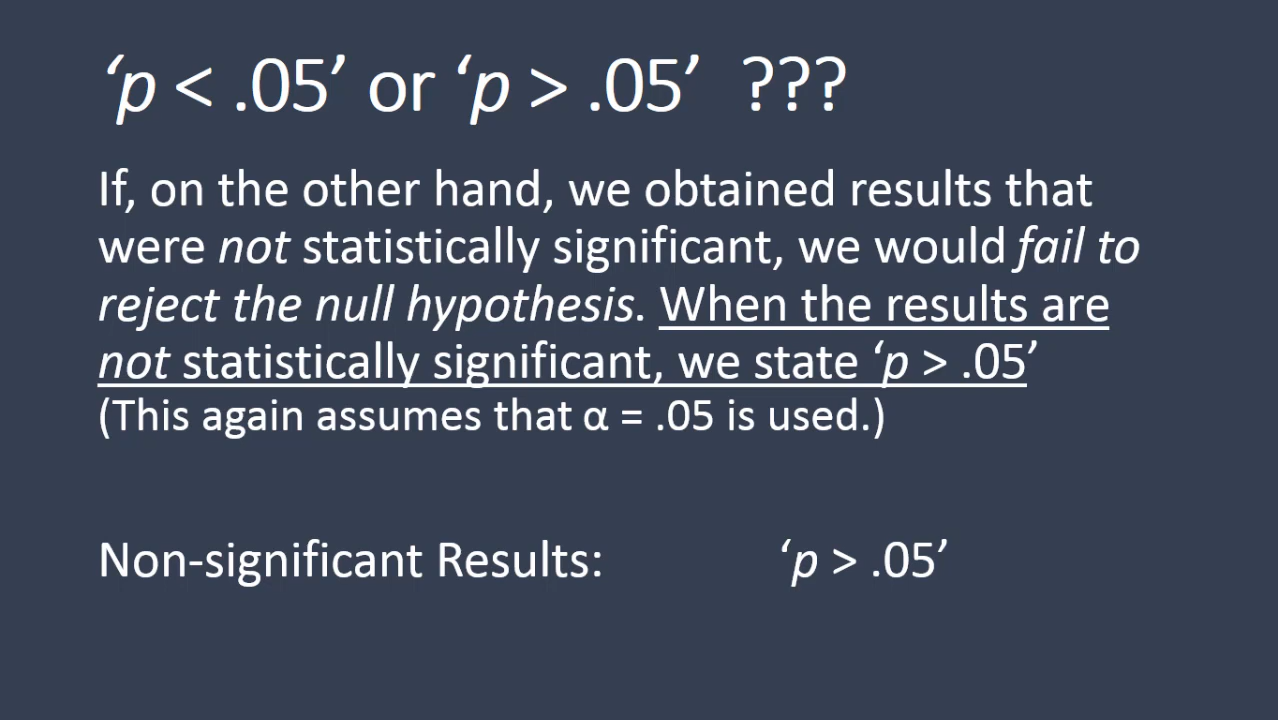 ‘p < .05’ or ‘p > .05’ ???
If, on the other hand, we obtained results that
were not statistically significant, we would fail to
reject the null hypothesis. When the results are
not statistically significant, we state ‘p > .05’
(This again assumes that α = .05 is used.)
Non-significant Results: ‘p > .05’